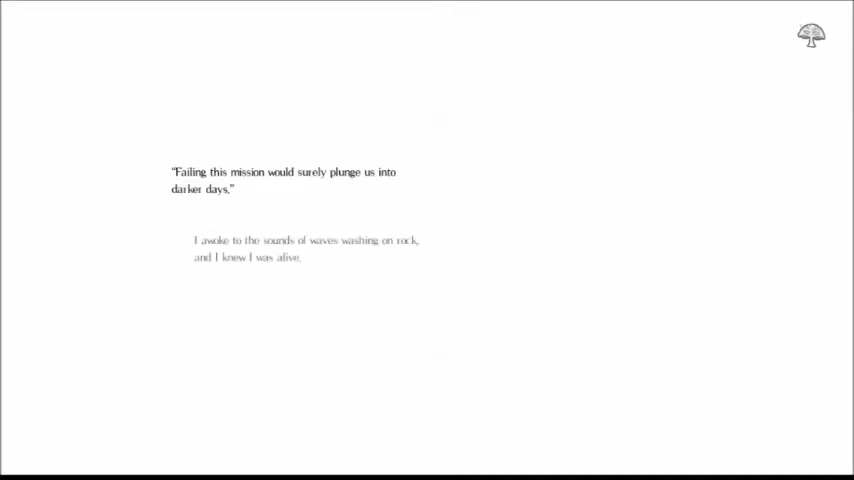 "Failing this mission would surely plunge us into
darker days."
I awoke to the sounds of waves washing on rock,
and I knew I was alive.